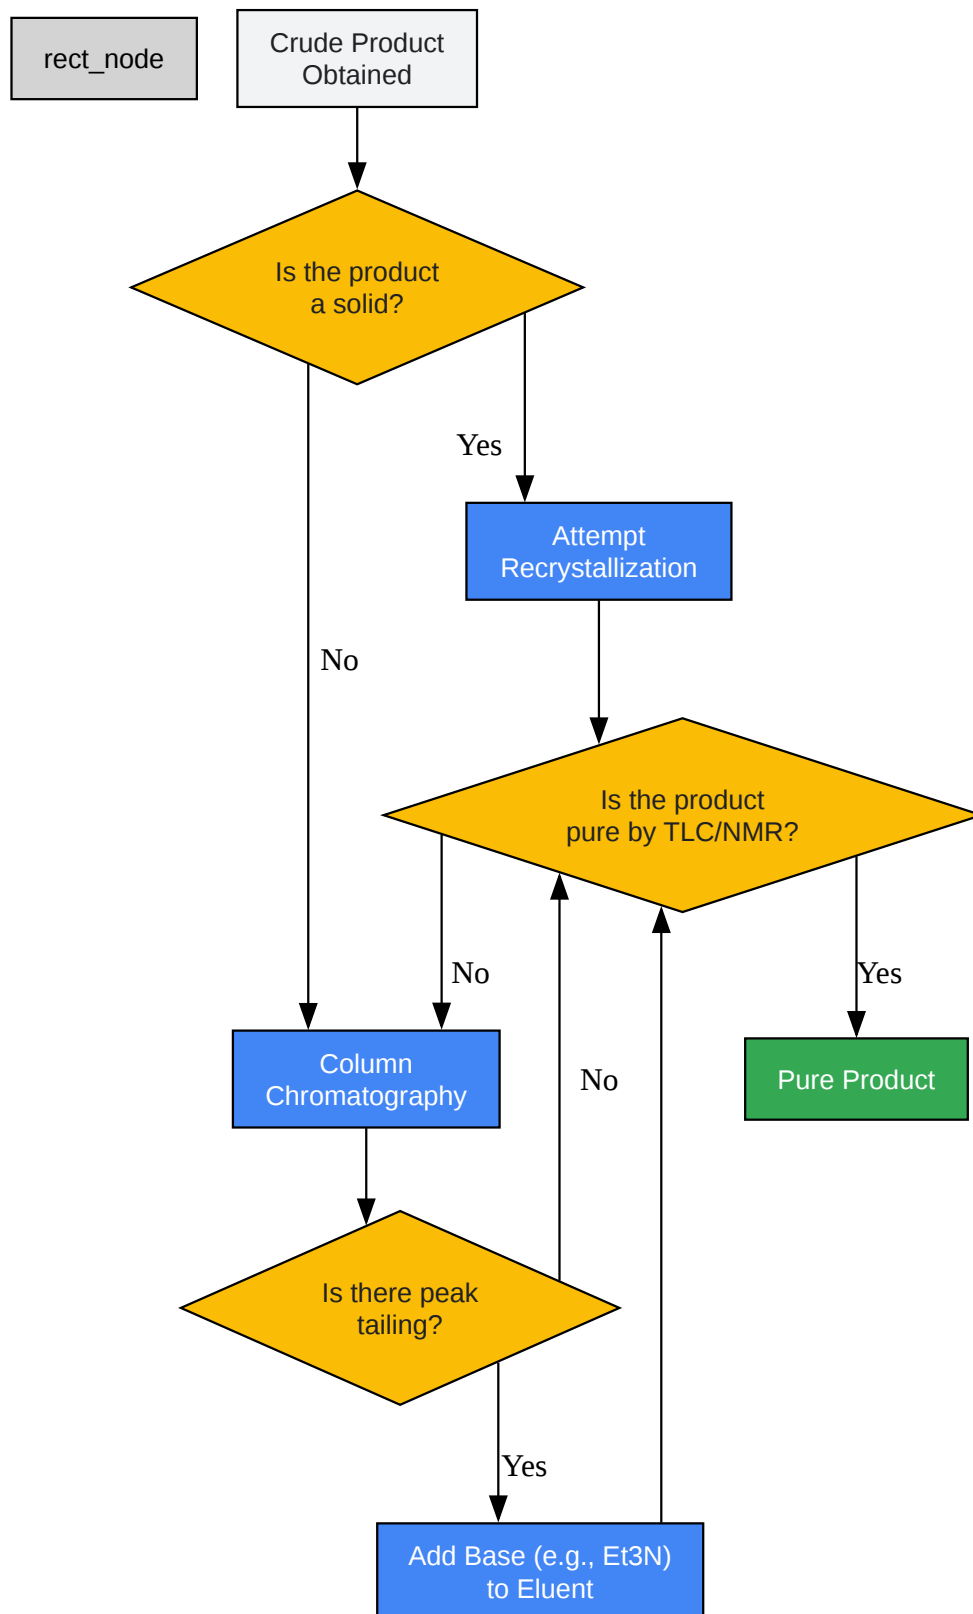 rect_node
Crude Product
Obtained
Is the product
a solid?
Yes
Attempt
Recrystallization
No
Is the product
pure by TLC/NMR?
No
Yes
Column
Chromatography
No
Pure Product
Is there peak
tailing?
Yes
Add Base (e.g., Et3N)
to Eluent